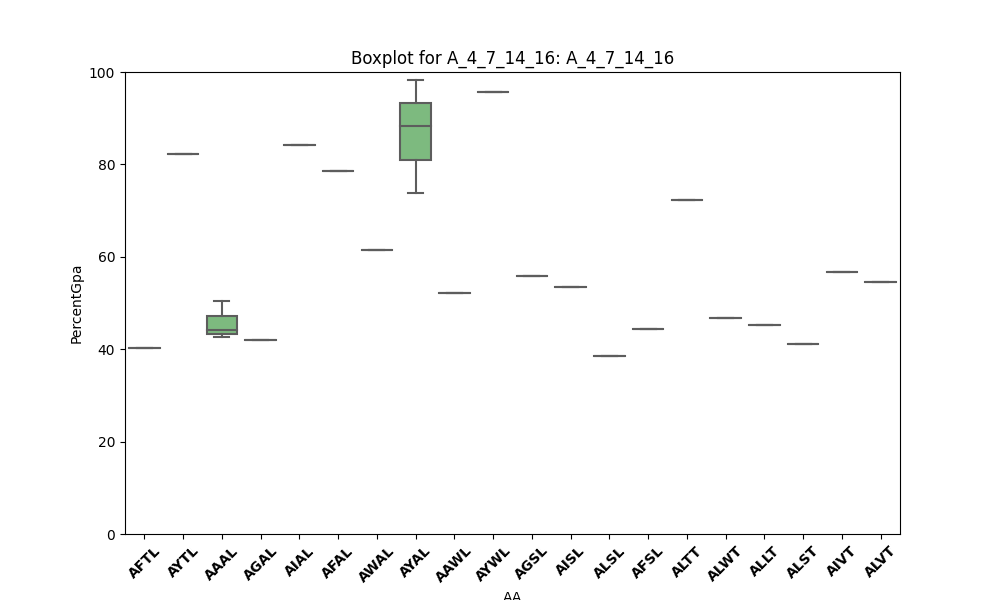 Boxplot for A_4_7_14_16: A_4_7_14_16
100
80
60
40
20
0
PercentGpa
AFTL AYTL AAAL AGAL AIAL AFAL AWAL AYAL AAWL AYWL AGSL AISL ALSL AFSL ALTT ALWT ALLT ALST AIVT ALVT
AA